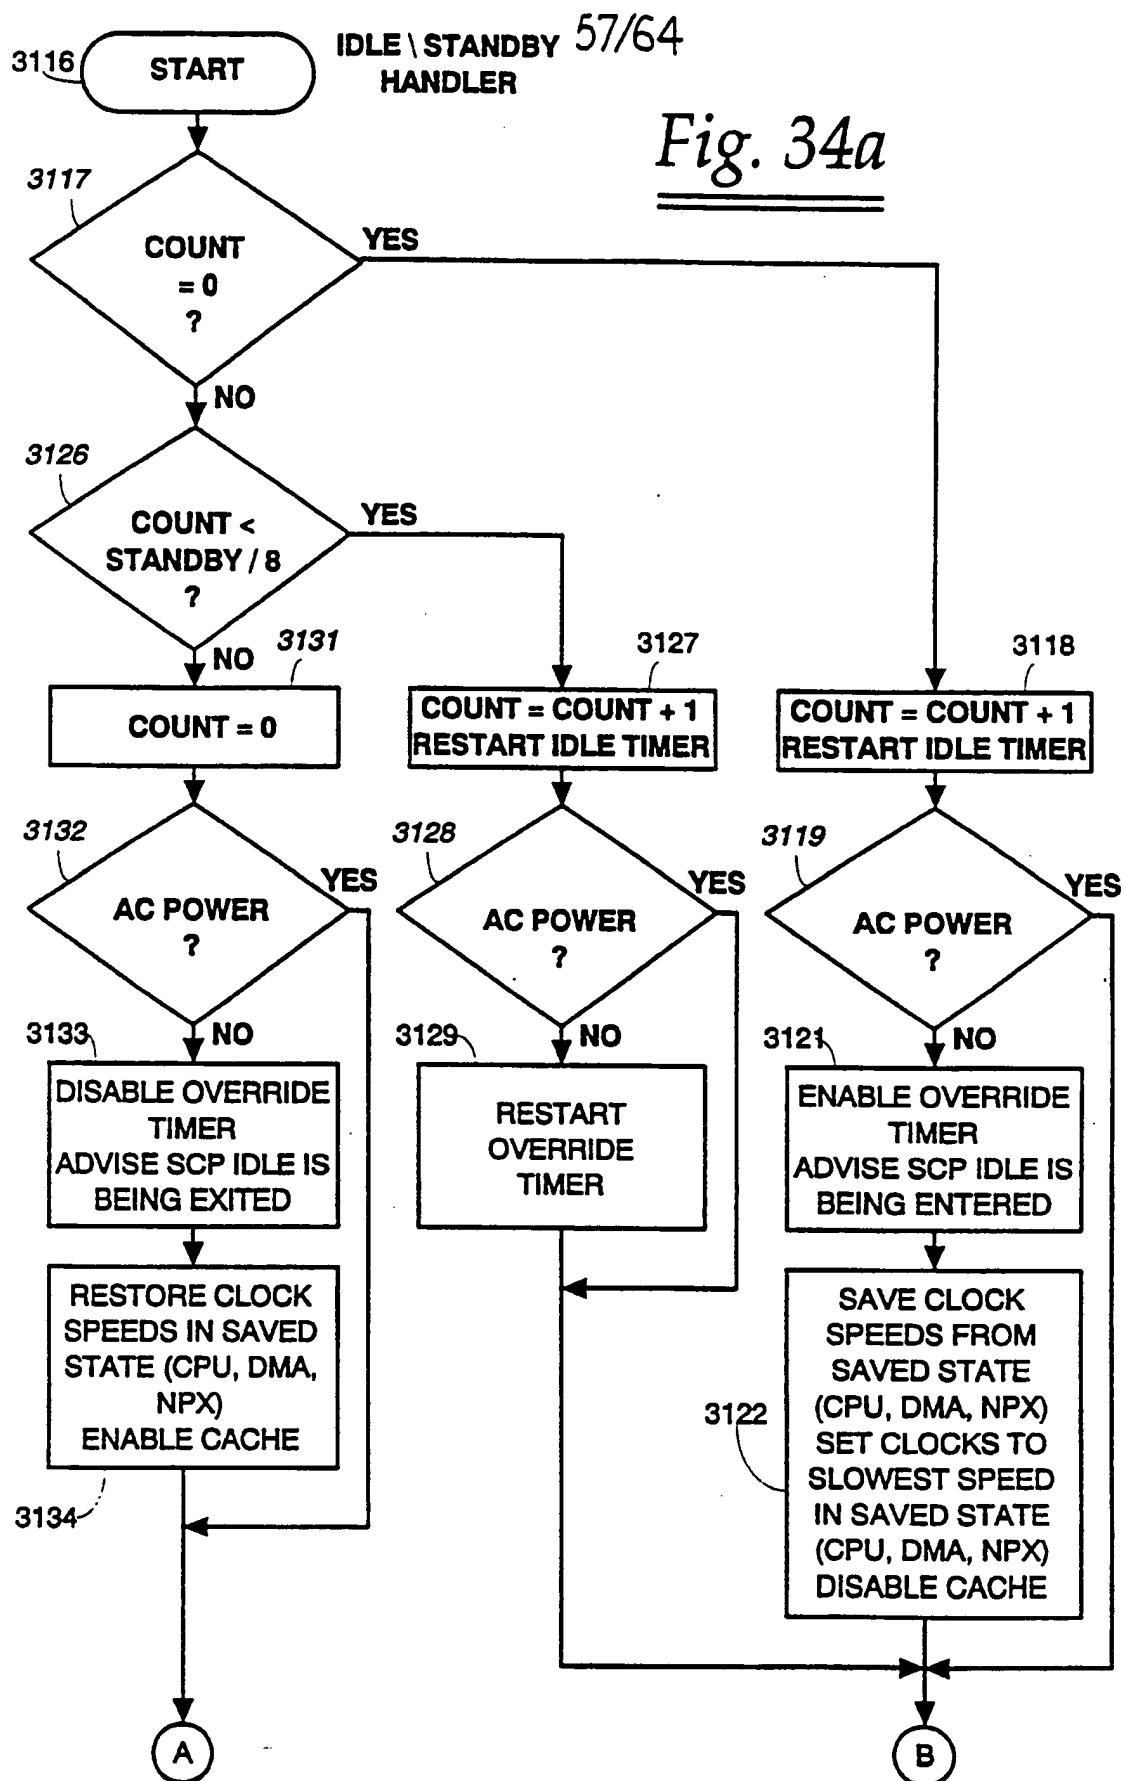 57/64
IDLE \ STANDBY
HANDLER
Fig. 34a
3116
START
3117
COUNT
= 0
?
YES
NO
3126
COUNT <
STANDBY / 8
?
YES
NO
3131
COUNT = 0
3127
COUNT = COUNT + 1
RESTART IDLE TIMER
3118
COUNT = COUNT + 1
RESTART IDLE TIMER
3132
AC POWER
?
YES
NO
3128
AC POWER
?
YES
NO
3119
AC POWER
?
YES
NO
3133
DISABLE OVERRIDE
TIMER
ADVISE SCP IDLE IS
BEING EXITED
3129
RESTART
OVERRIDE
TIMER
3121
ENABLE OVERRIDE
TIMER
ADVISE SCP IDLE IS
BEING ENTERED
RESTORE CLOCK
SPEEDS IN SAVED
STATE (CPU, DMA,
NPX)
ENABLE CACHE
3134
3122
SAVE CLOCK
SPEEDS FROM
SAVED STATE
(CPU, DMA, NPX)
SET CLOCKS TO
SLOWEST SPEED
IN SAVED STATE
(CPU, DMA, NPX)
DISABLE CACHE
A
B